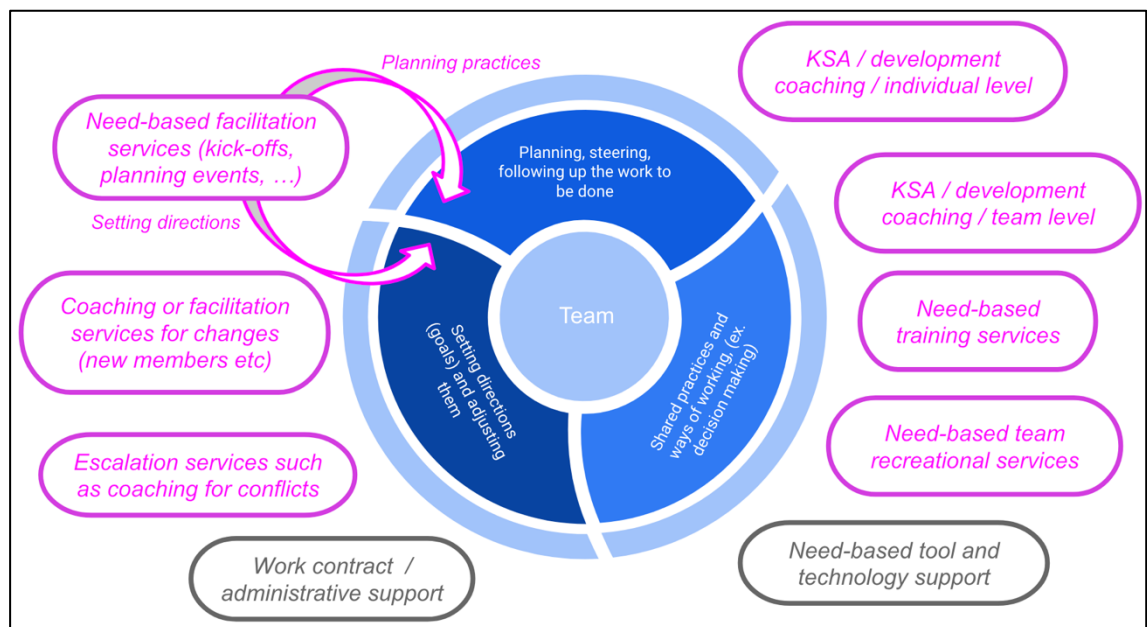 Planning practices
Need-based facilitation
services (kick-offs,
planning events, …)
Setting directions
Coaching or facilitation
services for changes
(new members etc)
Escalation services such
as coaching for conflicts
Work contract /
administrative support
Planning, steering,
following up the work to
be done
Team
Setting directions
(goals) and adjusting
them
Shared practices and
ways of working, (ex.
decision making)
KSA / development
coaching / individual level
KSA / development
coaching / team level
Need-based
training services
Need-based team
recreational services
Need-based tool and
technology support